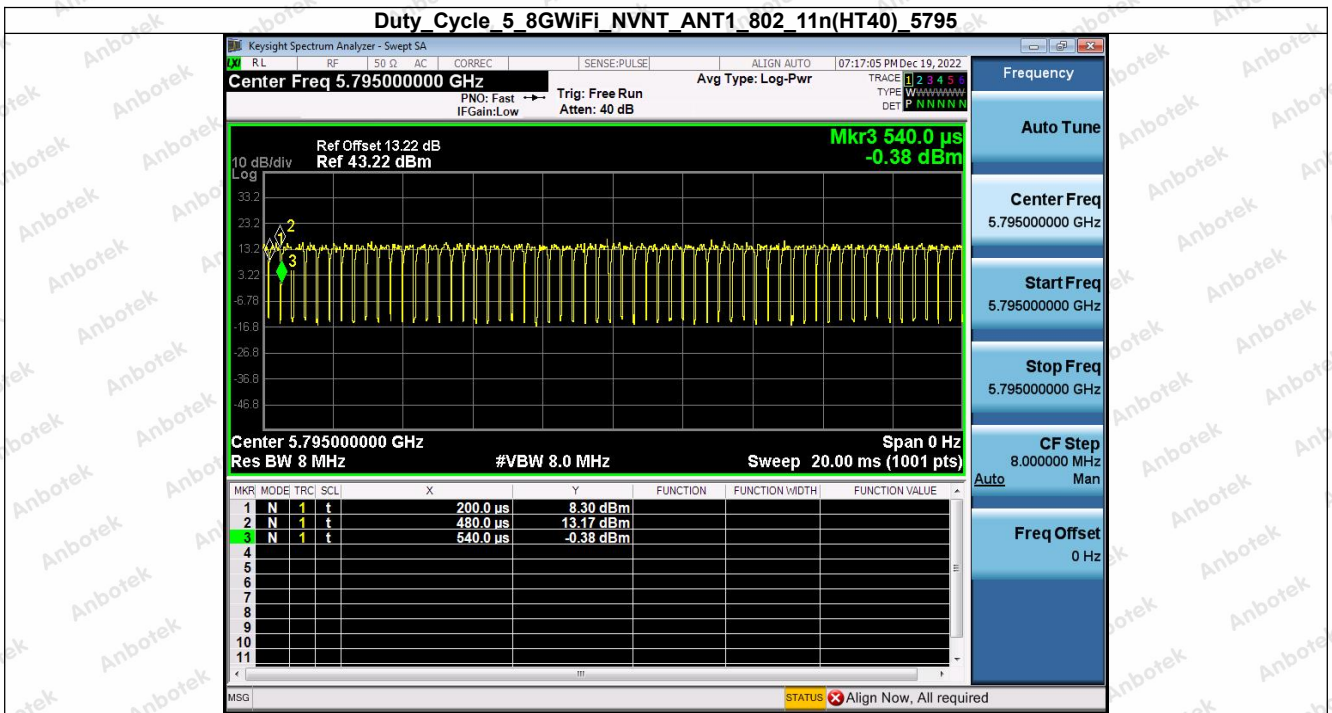 Duty_Cycle_5_8GWiFi_NVNT_ANT1_802_11n(HT40)_5795
Keysight Spectrum Analyzer - Swept SA
LXI RL RF 50 Ω AC CORREC SENSE:PULSE ALIGN AUTO 07:17:05 PM Dec 19, 2022
Center Freq 5.795000000 GHz
PNO: Fast
IFGain:Low
Trig: Free Run
Atten: 40 dB
Avg Type: Log-Pwr
TRACE 1 2 3 4 5 6
TYPE WWWWWW
DET P N N N N N
Frequency
Auto Tune
Center Freq
5.795000000 GHz
Start Freq
5.795000000 GHz
Stop Freq
5.795000000 GHz
CF Step
8.000000 MHz
Auto Man
Freq Offset
0 Hz
Mkr3 540.0 µs
-0.38 dBm
Ref Offset 13.22 dB
10 dB/div Ref 43.22 dBm
Log
33.2
23.2
13.2
3.22
-6.78
-16.8
-26.8
-36.8
-46.8
1
2
3
Center 5.795000000 GHz Span 0 Hz
Res BW 8 MHz #VBW 8.0 MHz Sweep 20.00 ms (1001 pts)
MKR MODE TRC SCL X Y FUNCTION FUNCTION WIDTH FUNCTION VALUE
1 N 1 t 200.0 µs 8.30 dBm
2 N 1 t 480.0 µs 13.17 dBm
3 N 1 t 540.0 µs -0.38 dBm
4
5
6
7
8
9
10
11
MSG STATUS Align Now, All required
Anbotek